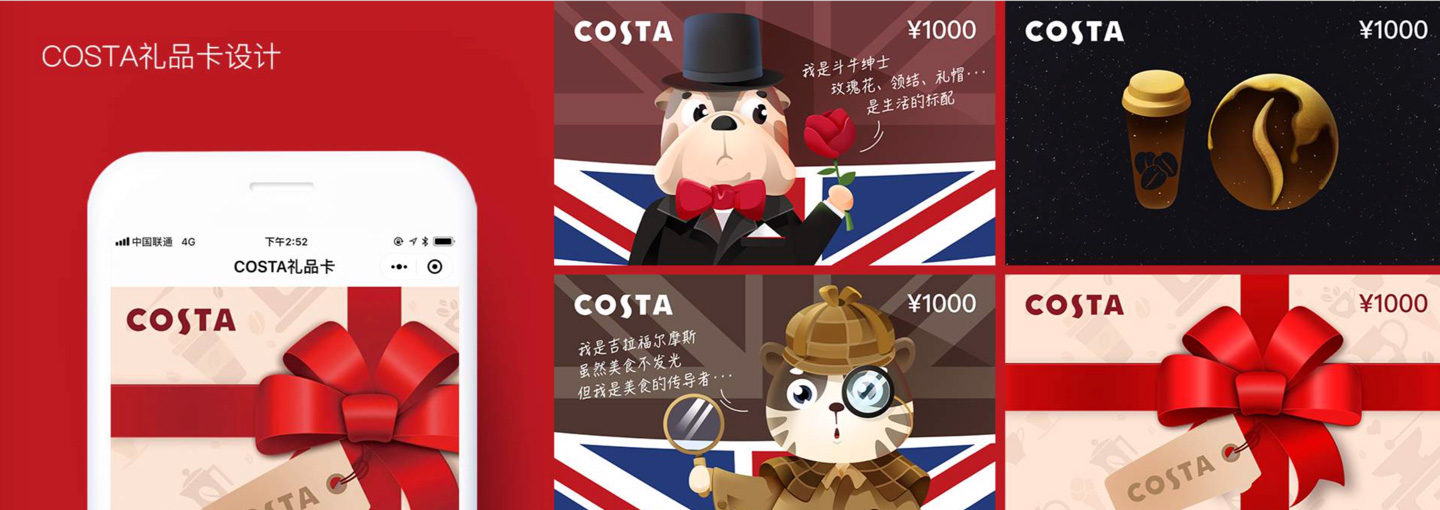 COSTA礼品卡设计
中国联通 4G 下午2:52
COSTA礼品卡
COSTA
COSTA
COSTA ¥1000
我是斗牛绅士
玫瑰花、领结、礼帽···
是生活的标配
COSTA ¥1000
COSTA ¥1000
我是吉拉福尔摩斯
虽然美食不发光
但我是美食的传导者···
COSTA ¥1000
COSTA